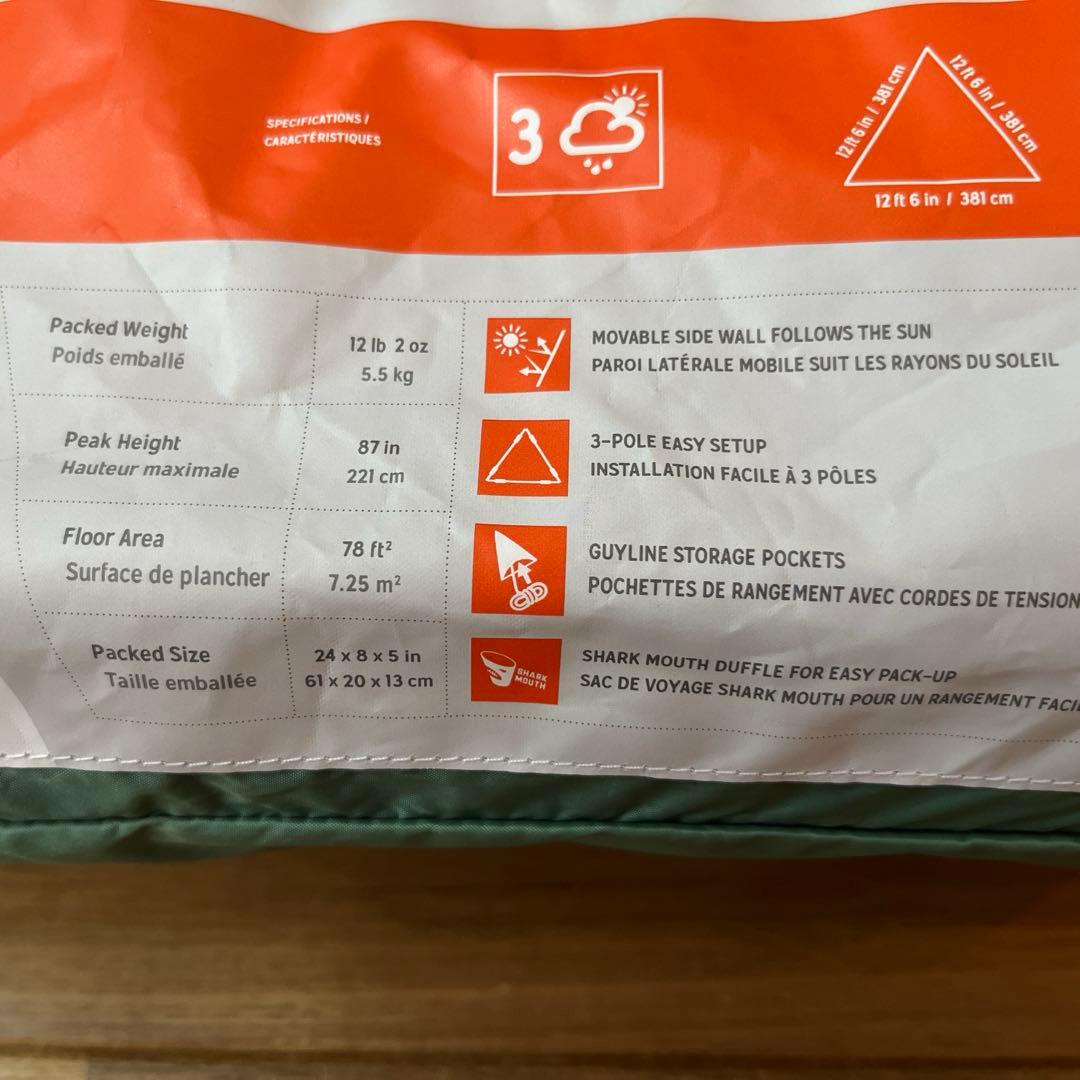 SPECIFICATIONS /
CARACTÉRISTIQUES
3
12 ft 6 in / 381 cm
12 ft 6 in / 381 cm
12 ft 6 in / 381 cm
Packed Weight
Poids emballé
12 lb 2 oz
5.5 kg
MOVABLE SIDE WALL FOLLOWS THE SUN
PAROI LATÉRALE MOBILE SUIT LES RAYONS DU SOLEIL
Peak Height
Hauteur maximale
87 in
221 cm
3-POLE EASY SETUP
INSTALLATION FACILE À 3 PÔLES
Floor Area
Surface de plancher
78 ft²
7.25 m²
GUYLINE STORAGE POCKETS
POCHETTES DE RANGEMENT AVEC CORDES DE TENSION
Packed Size
Taille emballée
24 x 8 x 5 in
61 x 20 x 13 cm
SHARK
MOUTH
SHARK MOUTH DUFFLE FOR EASY PACK-UP
SAC DE VOYAGE SHARK MOUTH POUR UN RANGEMENT